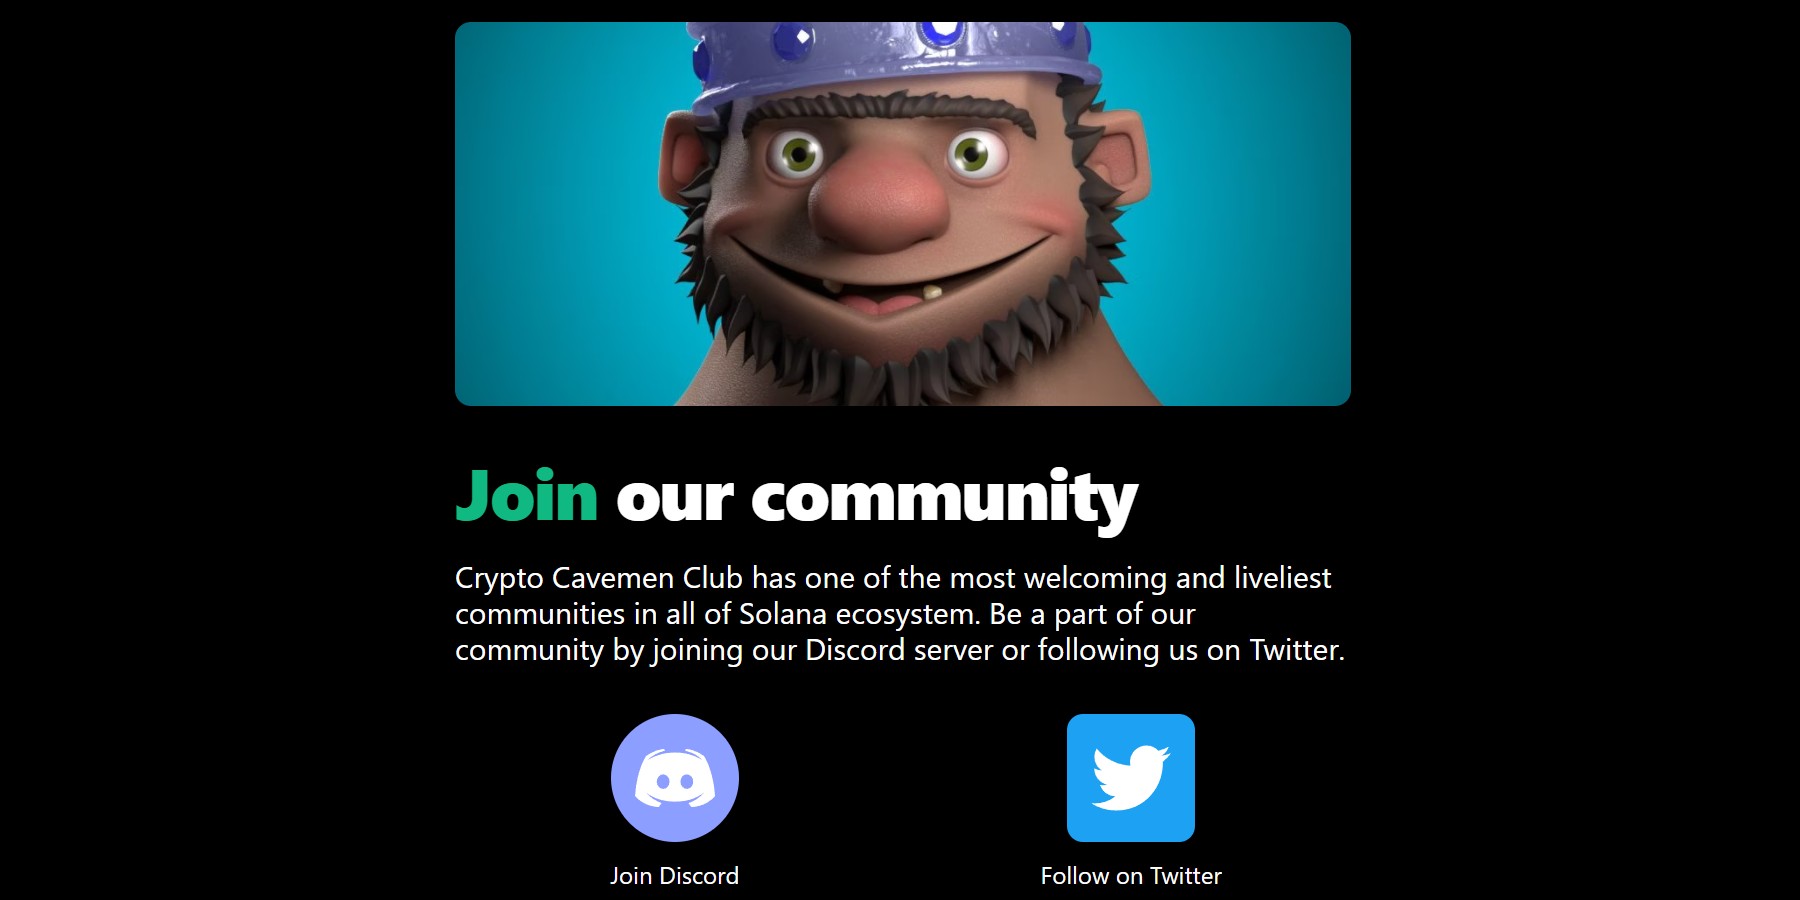 Join our community
Crypto Cavemen Club has one of the most welcoming and liveliest
communities in all of Solana ecosystem. Be a part of our
community by joining our Discord server or following us on Twitter.
Join Discord
Follow on Twitter